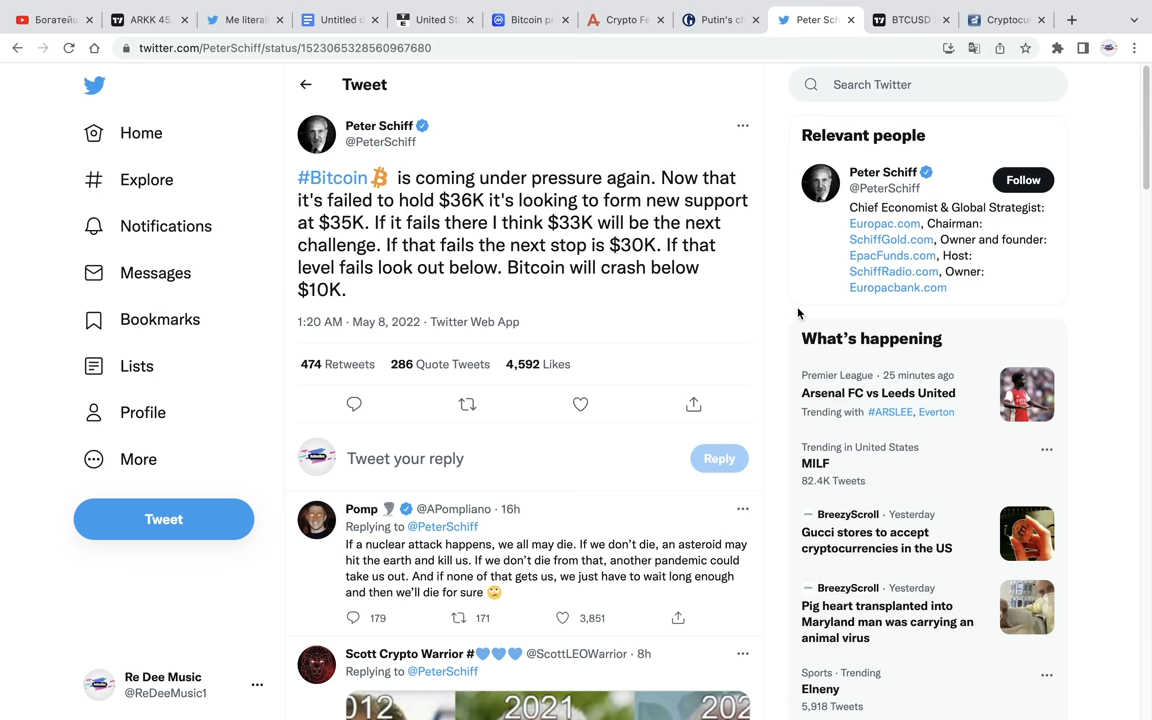 Богатейш
ARKK 45.
Me literall
Untitled d
United St
Bitcoin pr
Crypto Fe
Putin's ch
Peter Sch
BTCUSD
Cryptocur
twitter.com/PeterSchiff/status/1523065328560967680
Tweet
Search Twitter
Home
Explore
Notifications
Messages
Bookmarks
Lists
Profile
More
Tweet
Re Dee Music
@ReDeeMusic1
Peter Schiff
@PeterSchiff
#Bitcoin is coming under pressure again. Now that
it's failed to hold $36K it's looking to form new support
at $35K. If it fails there I think $33K will be the next
challenge. If that fails the next stop is $30K. If that
level fails look out below. Bitcoin will crash below
$10K.
1:20 AM · May 8, 2022 · Twitter Web App
474 Retweets 286 Quote Tweets 4,592 Likes
Tweet your reply
Reply
Pomp @APompliano · 16h
Replying to @PeterSchiff
If a nuclear attack happens, we all may die. If we don't die, an asteroid may
hit the earth and kill us. If we don't die from that, another pandemic could
take us out. And if none of that gets us, we just have to wait long enough
and then we'll die for sure
179 171 3,851
Scott Crypto Warrior # @ScottLEOWarrior · 8h
Replying to @PeterSchiff
2021
Relevant people
Peter Schiff
@PeterSchiff
Follow
Chief Economist & Global Strategist:
Europac.com, Chairman:
SchiffGold.com, Owner and founder:
EpacFunds.com, Host:
SchiffRadio.com, Owner:
Europacbank.com
What's happening
Premier League · 25 minutes ago
Arsenal FC vs Leeds United
Trending with #ARSLEE, Everton
Trending in United States
MILF
82.4K Tweets
BreezyScroll · Yesterday
Gucci stores to accept
cryptocurrencies in the US
BreezyScroll · Yesterday
Pig heart transplanted into
Maryland man was carrying an
animal virus
Sports · Trending
Elneny
5,918 Tweets